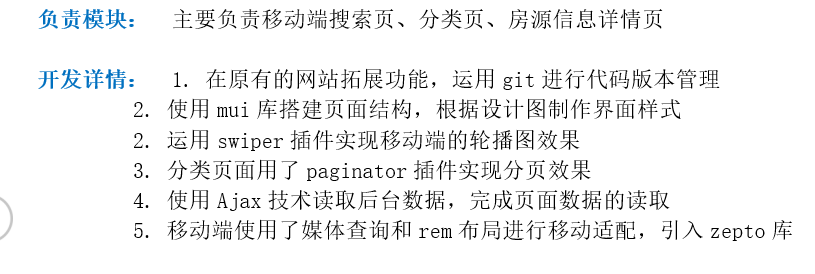 负责模块： 主要负责移动端搜索页、分类页、房源信息详情页
开发详情： 1. 在原有的网站拓展功能，运用 git 进行代码版本管理
2. 使用 mui 库搭建页面结构，根据设计图制作界面样式
2. 运用 swiper 插件实现移动端的轮播图效果
3. 分类页面用了 paginator 插件实现分页效果
4. 使用 Ajax 技术读取后台数据，完成页面数据的读取
5. 移动端使用了媒体查询和 rem 布局进行移动适配，引入 zepto 库